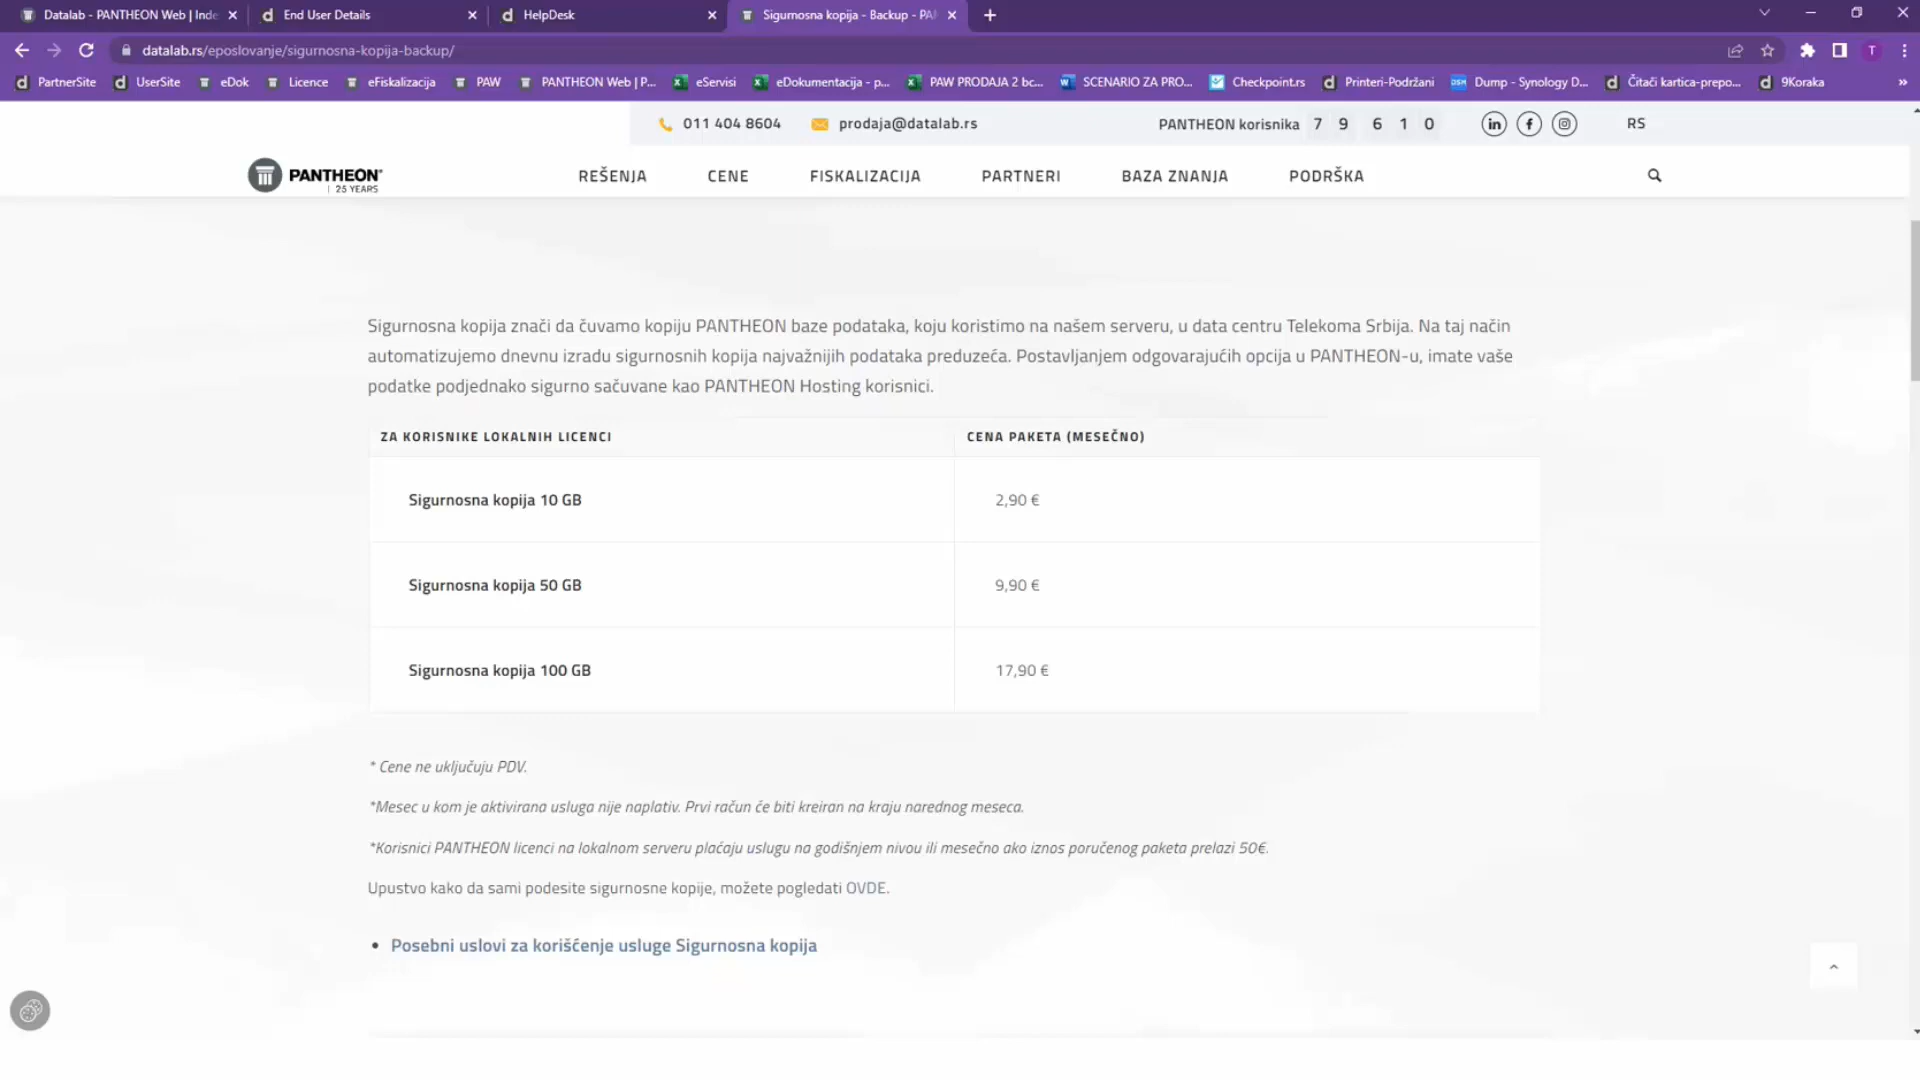 Datalab - PANTHEON Web | Inde
End User Details
HelpDesk
Sigurnosna kopija - Backup - PAN
datalab.rs/eposlovanje/sigurnosna-kopija-backup/
T
PartnerSite
UserSite
eDok
Licence
eFiskalizacija
PAW
PANTHEON Web | P...
eServisi
eDokumentacija - p...
PAW PRODAJA 2 bc...
SCENARIO ZA PRO...
Checkpoint.rs
Printeri-Podržani
DSM Dump - Synology D...
Čitači kartica-prepo...
9Koraka
»
011 404 8604
prodaja@datalab.rs
PANTHEON korisnika 7 9 6 1 0
RS
PANTHEON®
| 25 YEARS
REŠENJA
CENE
FISKALIZACIJA
PARTNERI
BAZA ZNANJA
PODRŠKA
Sigurnosna kopija znači da čuvamo kopiju PANTHEON baze podataka, koju koristimo na našem serveru, u data centru Telekoma Srbija. Na taj način
automatizujemo dnevnu izradu sigurnosnih kopija najvažnijih podataka preduzeća. Postavljanjem odgovarajućih opcija u PANTHEON-u, imate vaše
podatke podjednako sigurno sačuvane kao PANTHEON Hosting korisnici.
ZA KORISNIKE LOKALNIH LICENCI
CENA PAKETA (MESEČNO)
Sigurnosna kopija 10 GB
2,90 €
Sigurnosna kopija 50 GB
9,90 €
Sigurnosna kopija 100 GB
17,90 €
* Cene ne uključuju PDV.
*Mesec u kom je aktivirana usluga nije naplativ. Prvi račun će biti kreiran na kraju narednog meseca.
*Korisnici PANTHEON licenci na lokalnom serveru plaćaju uslugu na godišnjem nivou ili mesečno ako iznos poručenog paketa prelazi 50€.
Upustvo kako da sami podesite sigurnosne kopije, možete pogledati OVDE.
• Posebni uslovi za korišćenje usluge Sigurnosna kopija